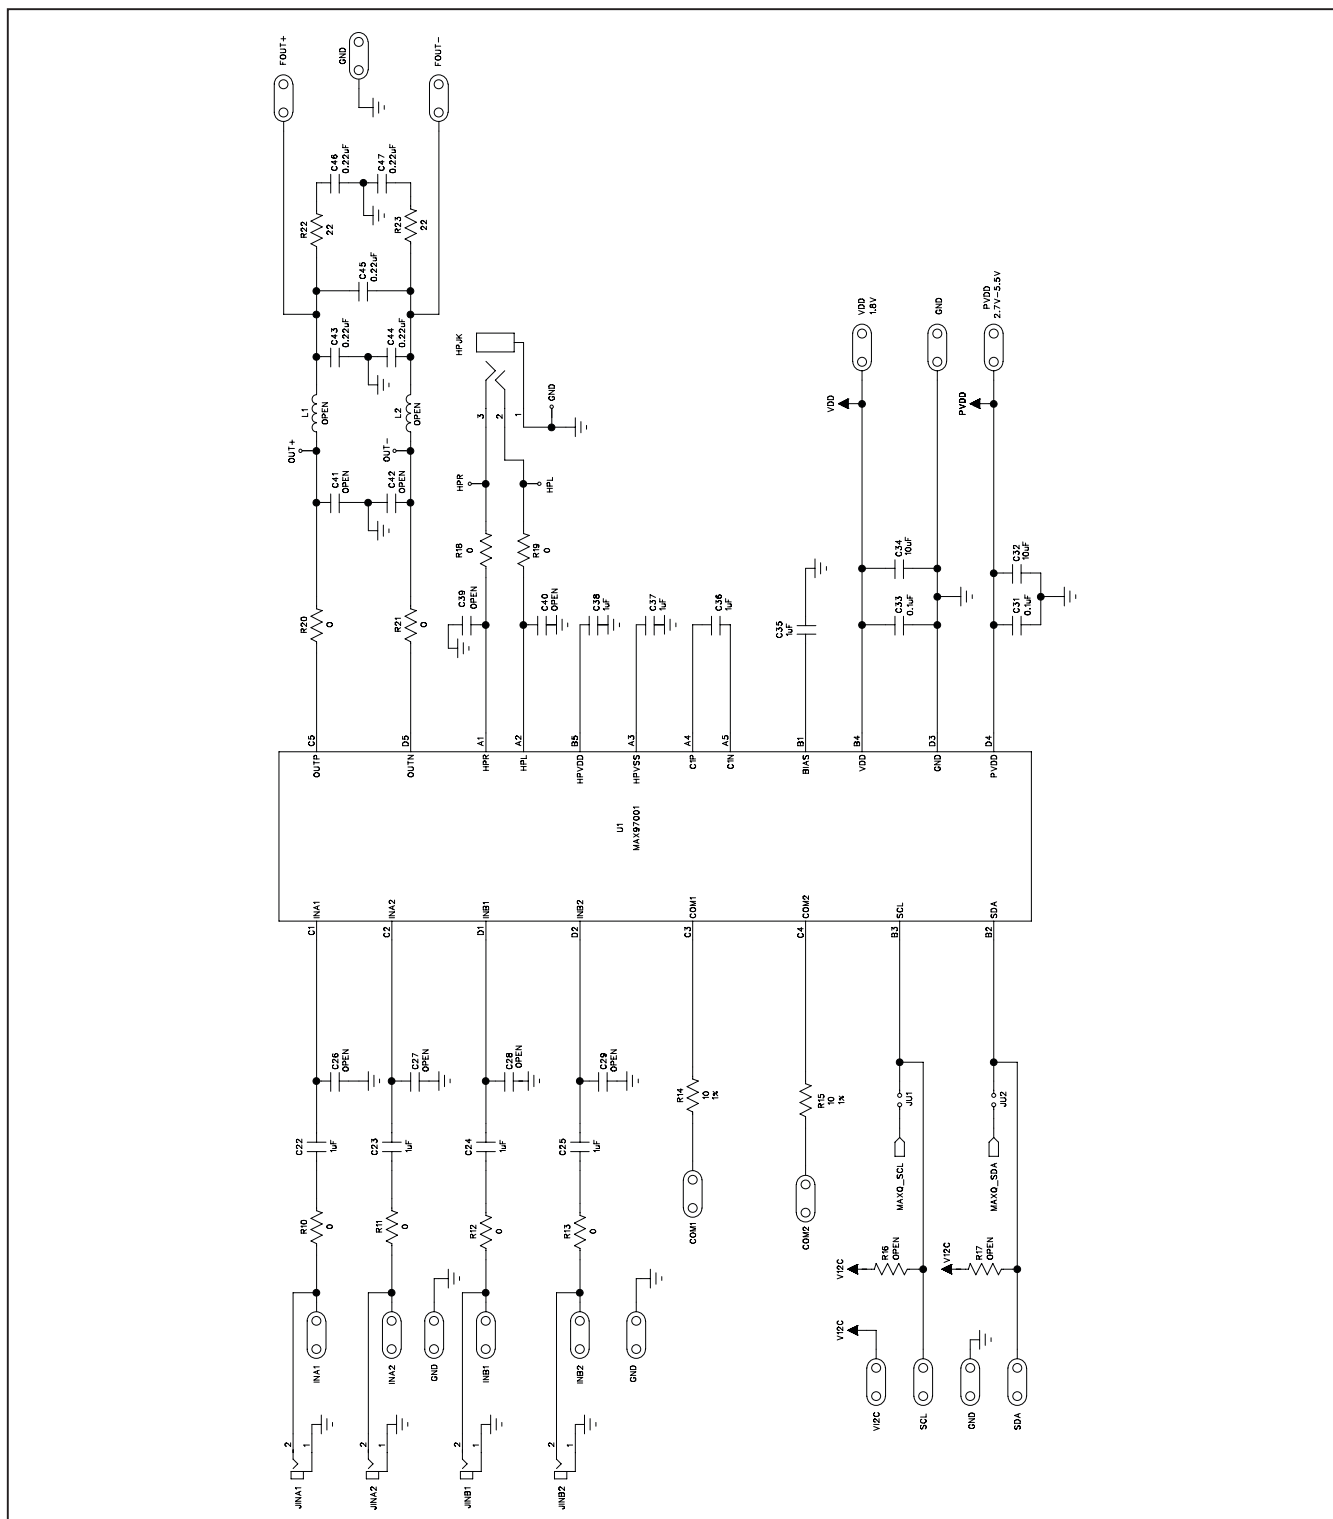 FOUT+
GND
FOUT-
C46
0.22uF
C47
0.22uF
R22
22
R23
22
C45
0.22uF
C43
0.22uF
C44
0.22uF
L1
OPEN
L2
OPEN
OUT+
OUT-
C41
OPEN
C42
OPEN
R20
0
R21
0
HPJK
3
2
1
GND
HPR
HPL
R18
0
R19
0
C39
OPEN
C40
OPEN
C38
1uF
C37
1uF
C36
1uF
C35
1uF
VDD
1.8V
GND
PVDD
2.7V-5.5V
VDD
PVDD
C34
10uF
C33
0.1uF
C32
10uF
C31
0.1uF
C5
D5
A1
A2
B5
A3
A4
A5
B1
B4
D3
D4
OUTP
OUTN
HPR
HPL
HPVDD
HPVSS
C1P
C1N
BIAS
VDD
GND
PVDD
U1
MAX97001
INA1
INA2
INB1
INB2
COM1
COM2
SCL
SDA
C1
C2
D1
D2
C3
C4
B3
B2
C26
OPEN
C27
OPEN
C28
OPEN
C29
OPEN
R14
10
1%
R15
10
1%
JU1
JU2
C22
1uF
C23
1uF
C24
1uF
C25
1uF
MAXQ_SCL
MAXQ_SDA
R10
0
R11
0
R12
0
R13
0
COM1
COM2
V12C
R16
OPEN
V12C
R17
OPEN
V12C
INA1
INA2
GND
INB1
INB2
GND
VI2C
SCL
GND
SDA
2
1
2
1
2
1
2
1
JINA1
JINA2
JINB1
JINB2